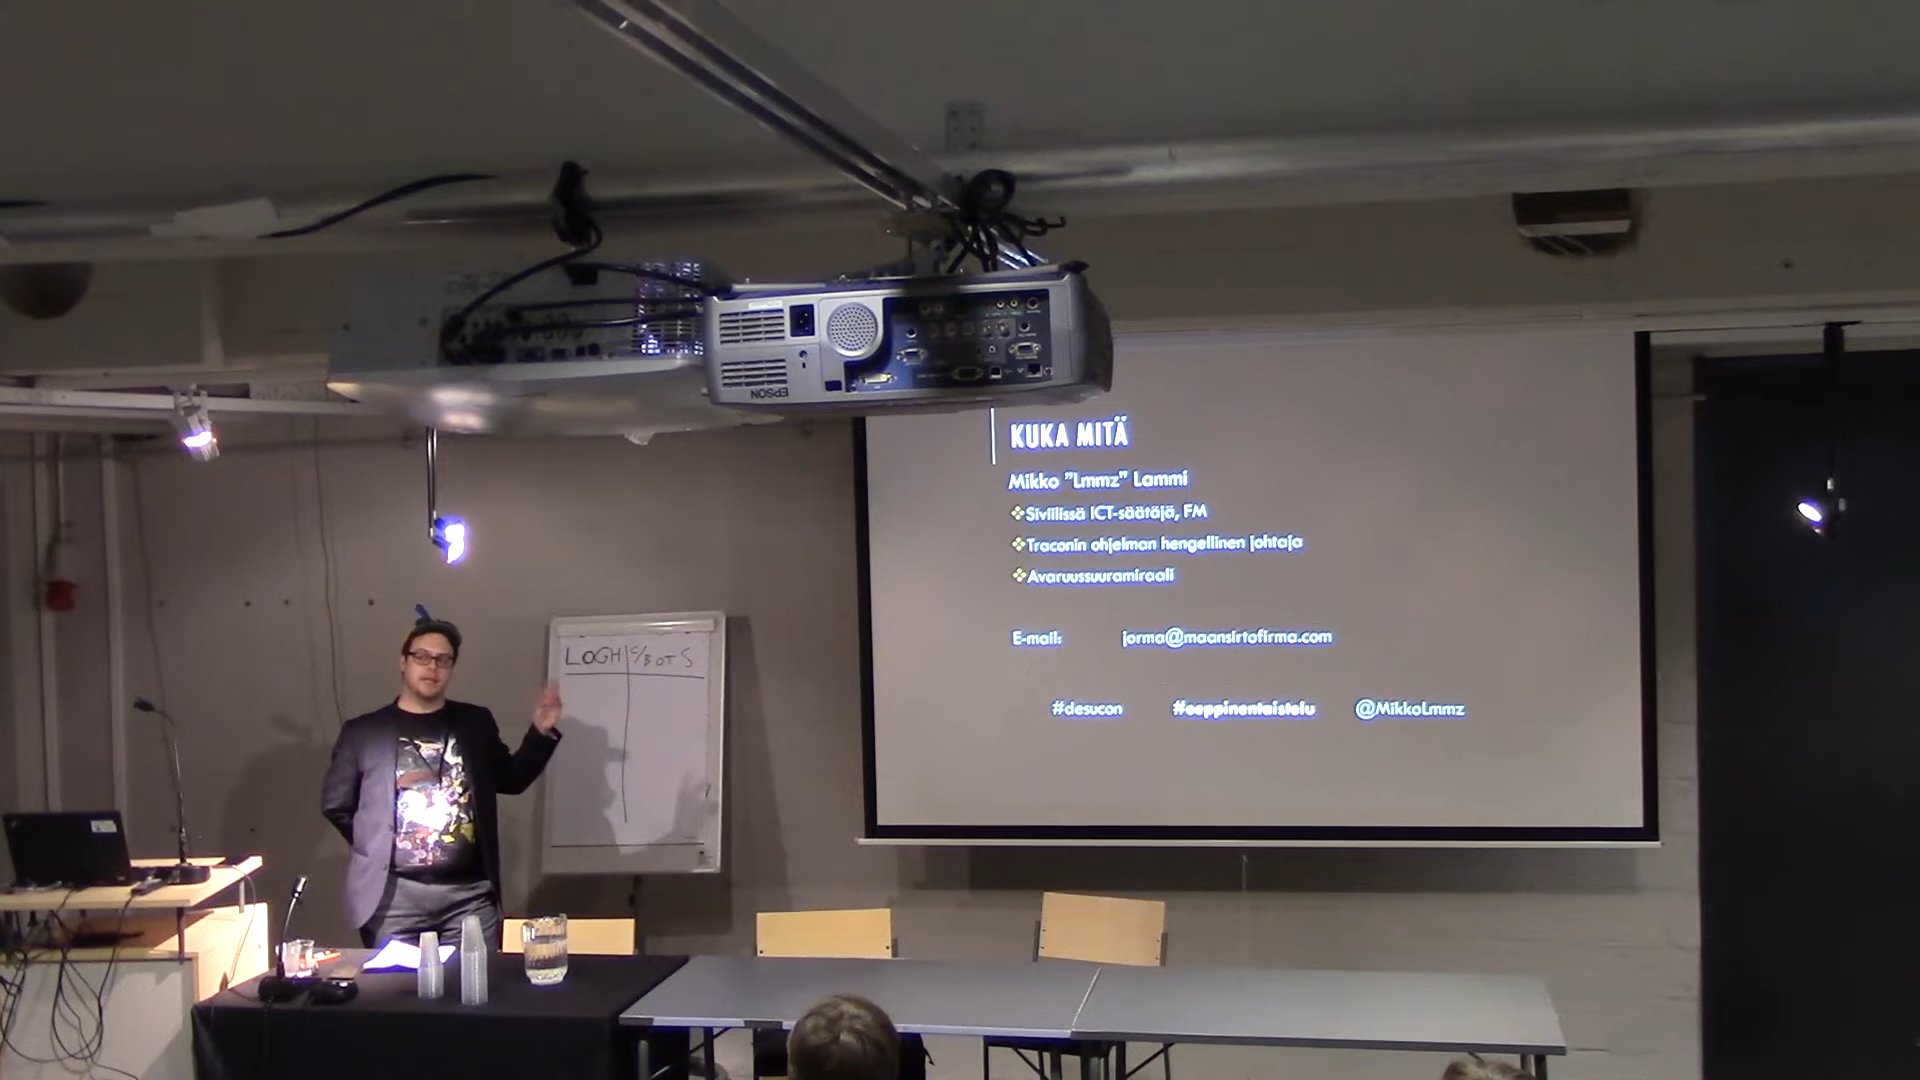 EPSON
KUKA MITÄ
Mikko "Lmmz" Lammi
Siviilissä ICT-säätäjä, FM
Traconin ohjelman hengellinen johtaja
Avaruussuuramiraali
E-mail: jorma@maansirtofirma.com
#desucon #eeppinentaistelu @MikkoLmmz
LOGH C/BOTS